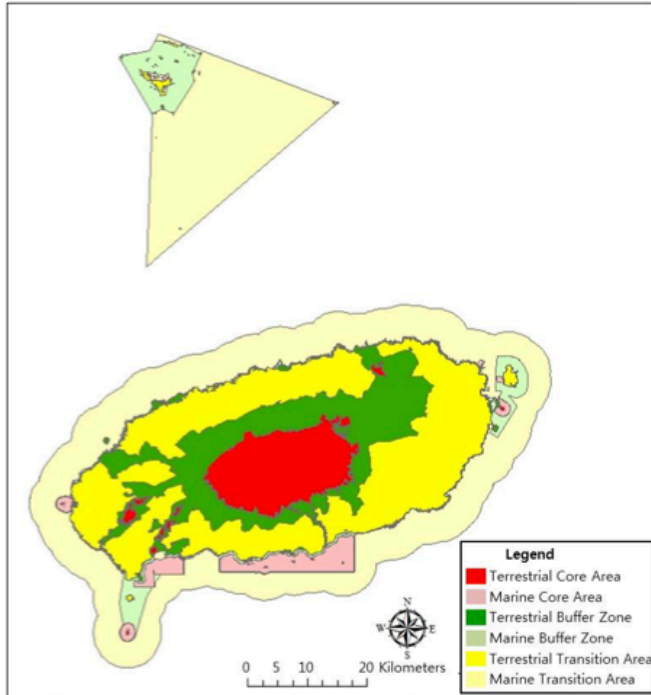 Legend
Terrestrial Core Area
Marine Core Area
Terrestrial Buffer Zone
Marine Buffer Zone
Terrestrial Transition Area
Marine Transition Area
N
W
E
S
0 5 10 20 Kilometers